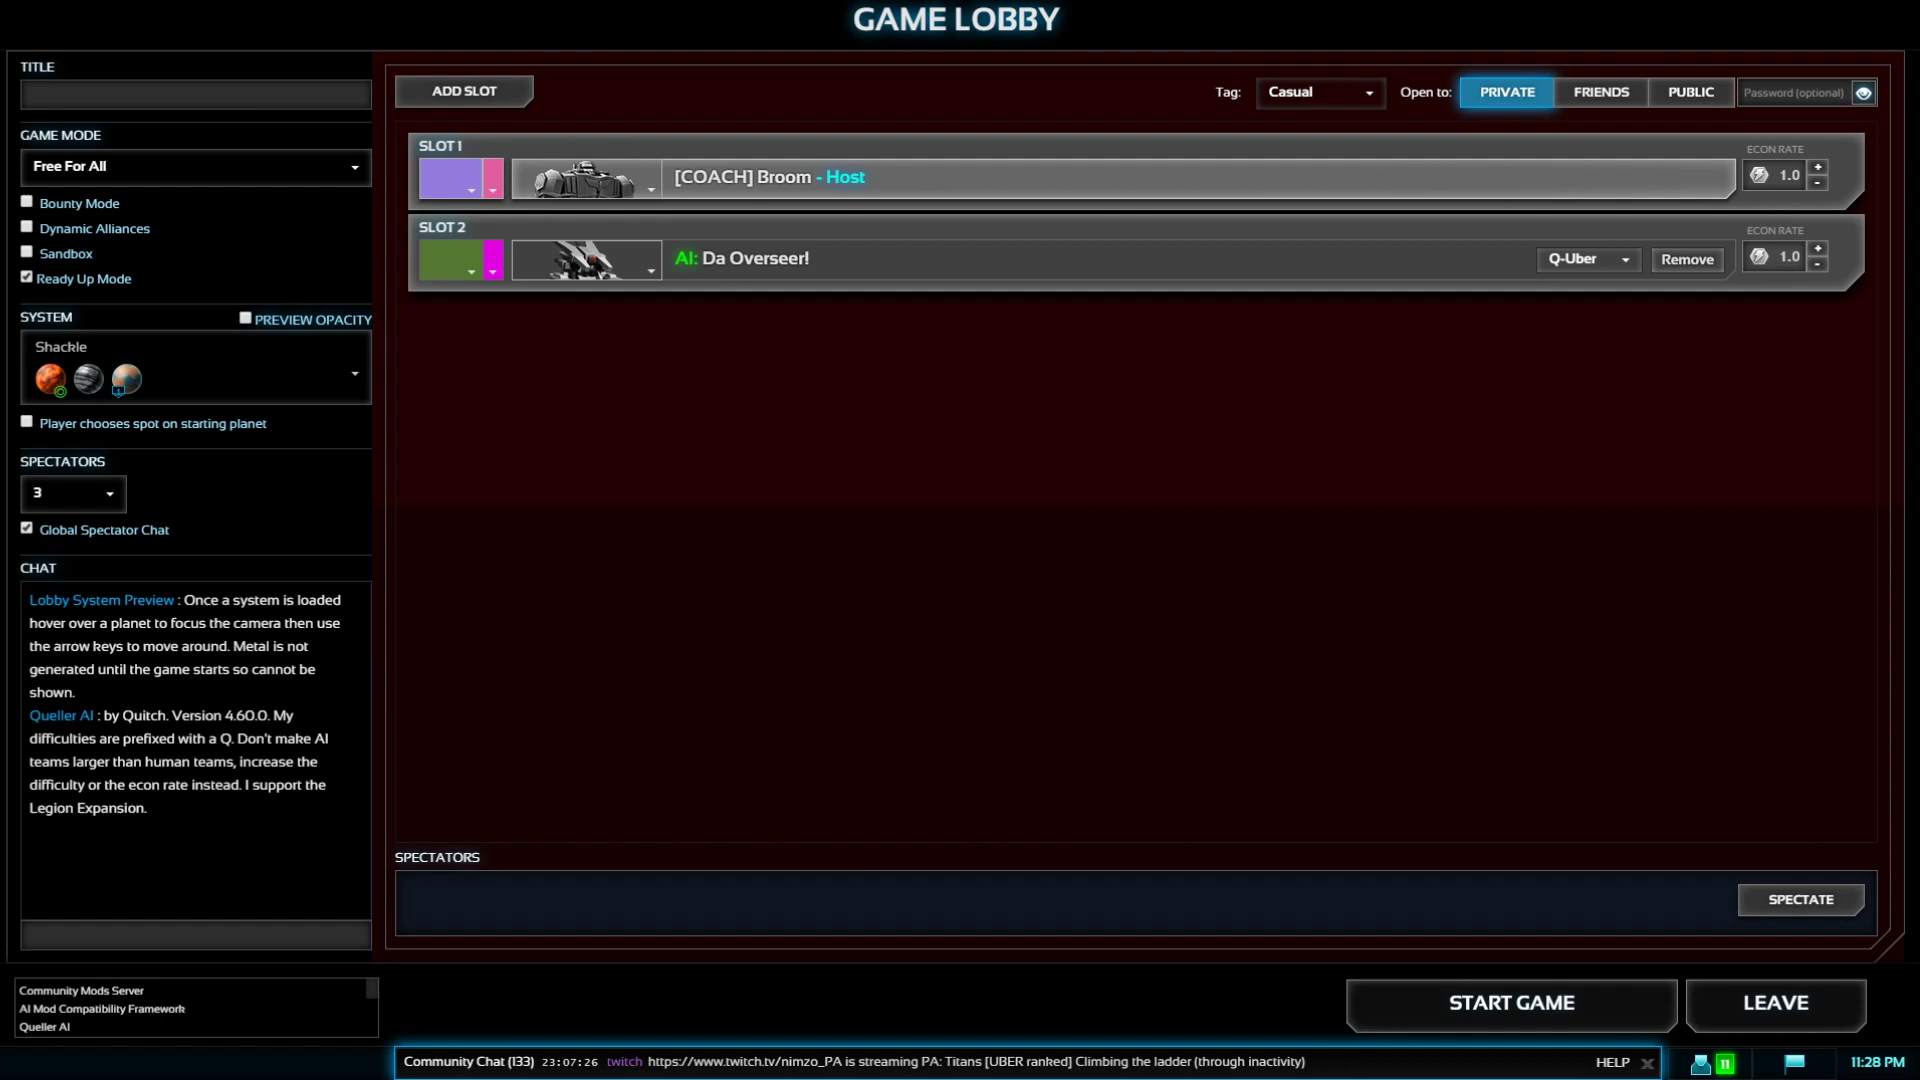 GAME LOBBY
TITLE
GAME MODE
Free For All
Bounty Mode
Dynamic Alliances
Sandbox
Ready Up Mode
SYSTEM
PREVIEW OPACITY
Shackle
Player chooses spot on starting planet
SPECTATORS
3
Global Spectator Chat
CHAT
Lobby System Preview : Once a system is loaded
hover over a planet to focus the camera then use
the arrow keys to move around. Metal is not
generated until the game starts so cannot be
shown.
Queller AI : by Quitch. Version 4.60.0. My
difficulties are prefixed with a Q. Don't make AI
teams larger than human teams, increase the
difficulty or the econ rate instead. I support the
Legion Expansion.
ADD SLOT
Tag: Casual Open to: PRIVATE FRIENDS PUBLIC Password (optional)
SLOT 1
[COACH] Broom - Host
ECON RATE
1.0 + -
SLOT 2
AI: Da Overseer!
Q-Uber Remove
ECON RATE
1.0 + -
SPECTATORS
SPECTATE
Community Mods Server
AI Mod Compatibility Framework
Queller AI
START GAME
LEAVE
Community Chat (133) 23:07:26 twitch https://www.twitch.tv/nimzo_PA is streaming PA: Titans [UBER ranked] Climbing the ladder (through inactivity) HELP X
11
11:28 PM